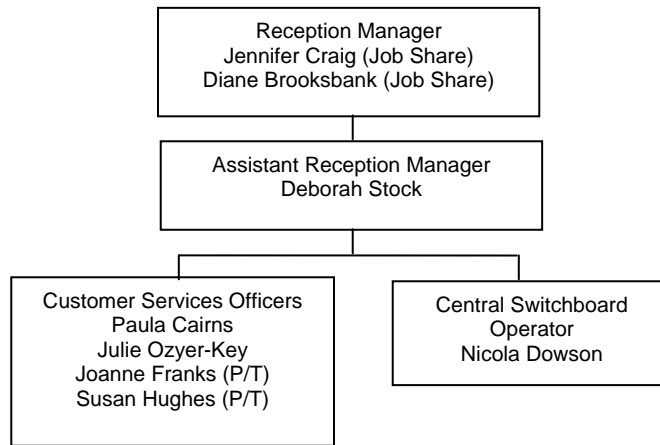 Reception Manager
Jennifer Craig (Job Share)
Diane Brooksbank (Job Share)
Assistant Reception Manager
Deborah Stock
Customer Services Officers
Paula Cairns
Julie Ozyer-Key
Joanne Franks (P/T)
Susan Hughes (P/T)
Central Switchboard
Operator
Nicola Dowson